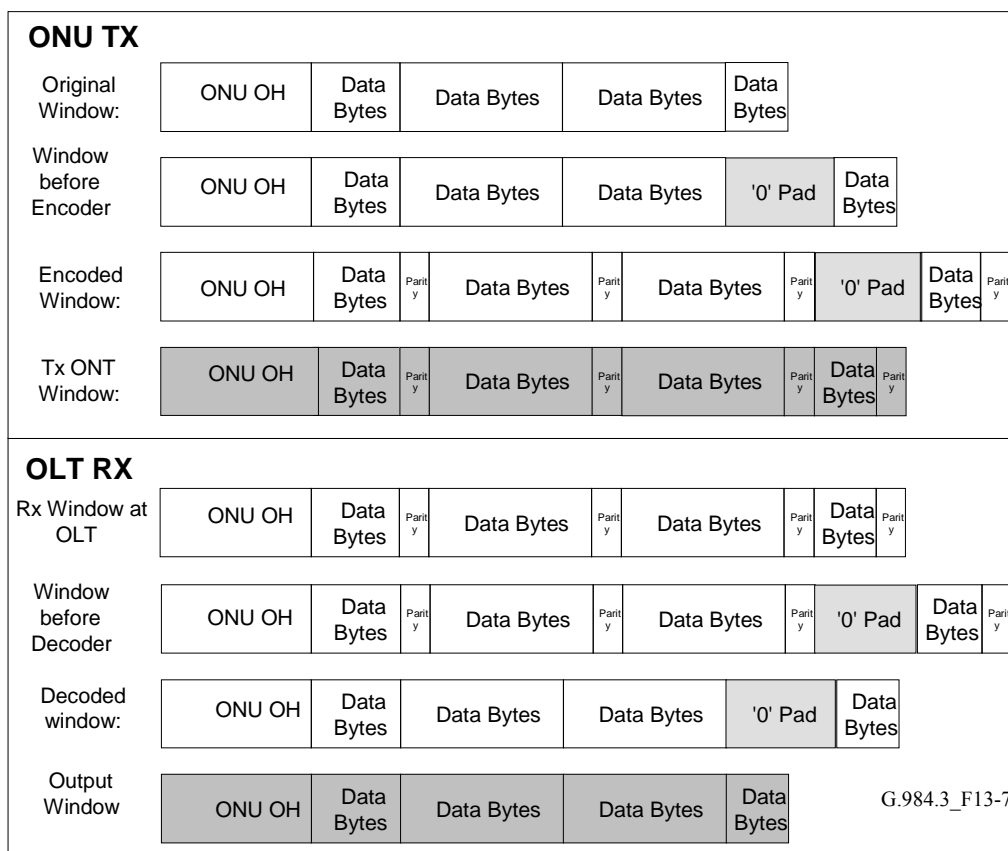 ONU TX
Original Window:
ONU OH
Data Bytes
Data Bytes
Data Bytes
Data Bytes
Window before Encoder
ONU OH
Data Bytes
Data Bytes
Data Bytes
'0' Pad
Data Bytes
Encoded Window:
ONU OH
Data Bytes
Parity
Data Bytes
Parity
Data Bytes
Parity
'0' Pad
Data Bytes
Parity
Tx ONT Window:
ONU OH
Data Bytes
Parity
Data Bytes
Parity
Data Bytes
Parity
Data Bytes
Parity
OLT RX
Rx Window at OLT
ONU OH
Data Bytes
Parity
Data Bytes
Parity
Data Bytes
Parity
Data Bytes
Parity
Window before Decoder
ONU OH
Data Bytes
Parity
Data Bytes
Parity
Data Bytes
Parity
'0' Pad
Data Bytes
Parity
Decoded window:
ONU OH
Data Bytes
Data Bytes
Data Bytes
'0' Pad
Data Bytes
Output Window
ONU OH
Data Bytes
Data Bytes
Data Bytes
Data Bytes
G.984.3_F13-7